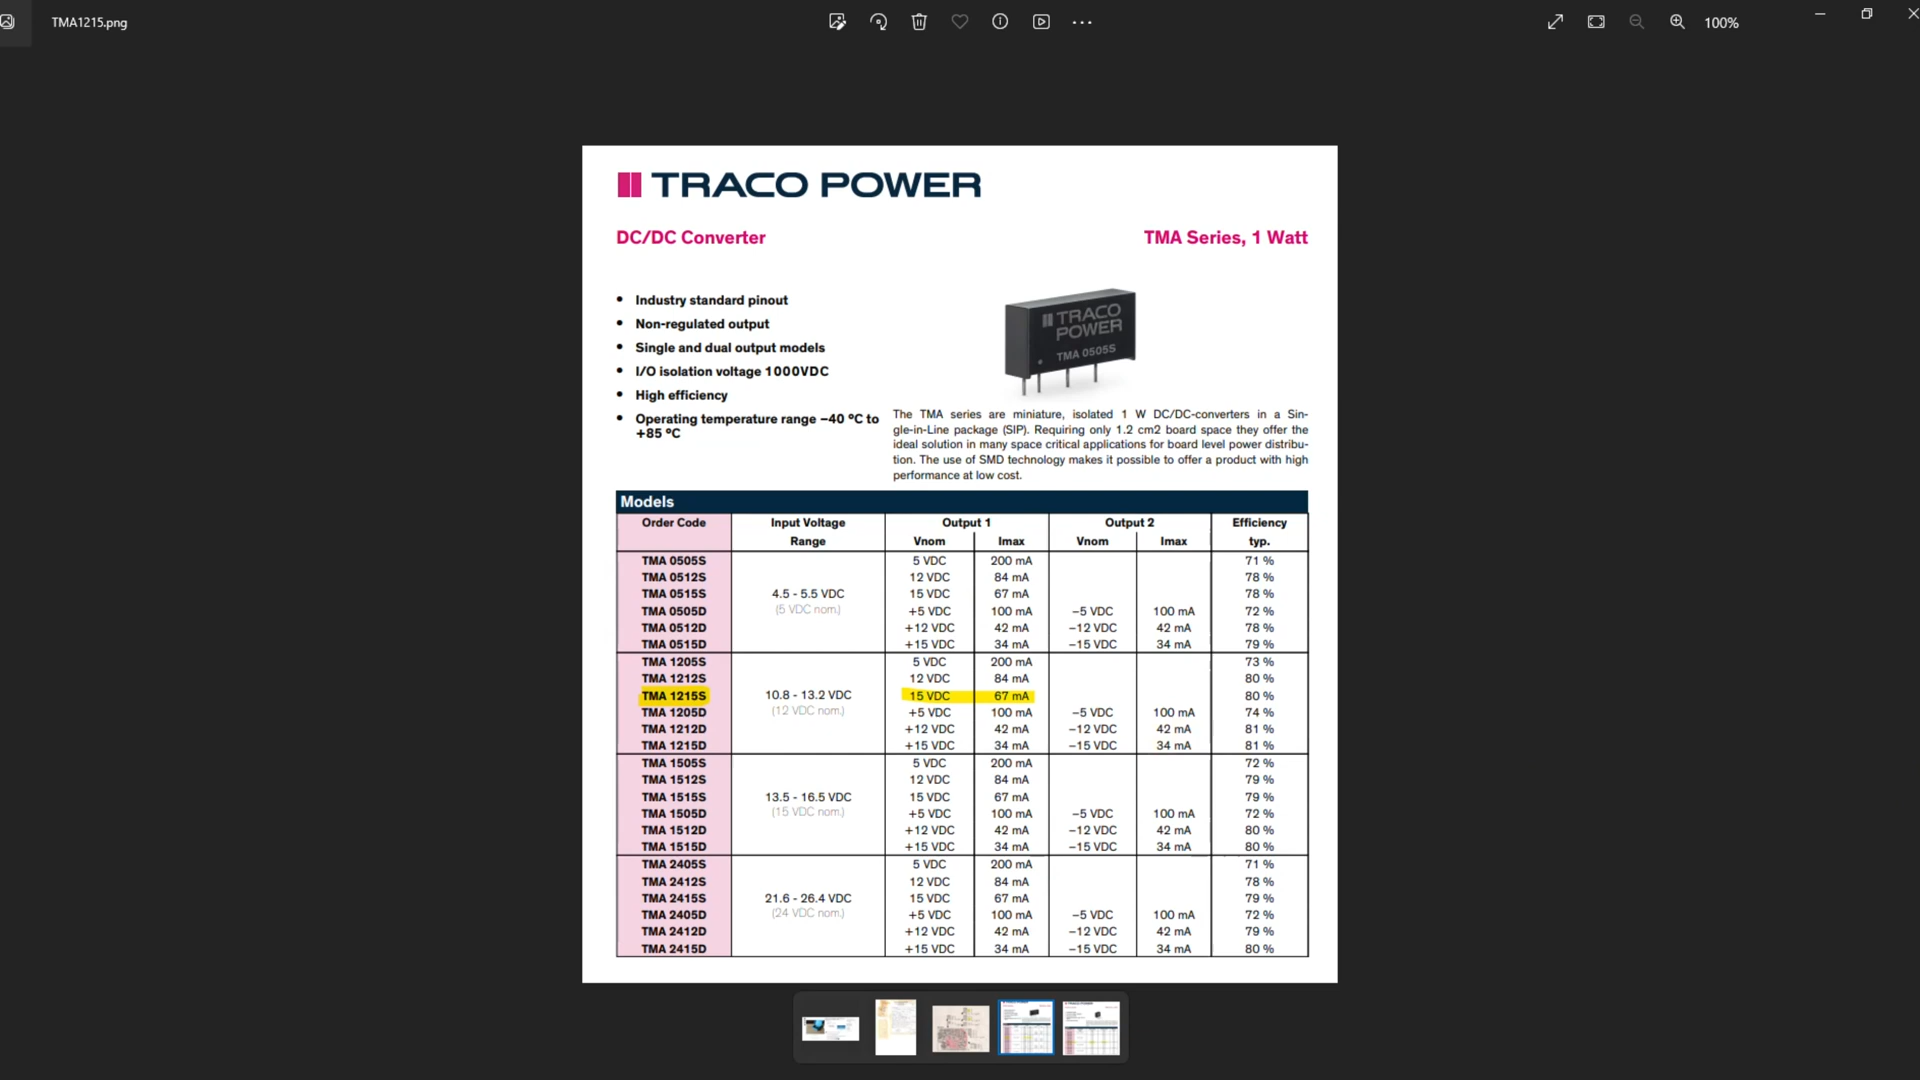 TMA1215.png
100%
TRACO POWER
DC/DC Converter
TMA Series, 1 Watt
• Industry standard pinout
• Non-regulated output
• Single and dual output models
• I/O isolation voltage 1000VDC
• High efficiency
• Operating temperature range –40 ºC to
+85 ºC
TRACO
POWER
TMA 0505S
The TMA series are miniature, isolated 1 W DC/DC-converters in a Sin-
gle-in-Line package (SIP). Requiring only 1.2 cm2 board space they offer the
ideal solution in many space critical applications for board level power distribu-
tion. The use of SMD technology makes it possible to offer a product with high
performance at low cost.
Models
Order Code Input Voltage Output 1 Output 2 Efficiency
Range Vnom Imax Vnom Imax typ.
TMA 0505S 5 VDC 200 mA 71 %
TMA 0512S 12 VDC 84 mA 78 %
TMA 0515S 4.5 - 5.5 VDC 15 VDC 67 mA 78 %
TMA 0505D (5 VDC nom.) +5 VDC 100 mA –5 VDC 100 mA 72 %
TMA 0512D +12 VDC 42 mA –12 VDC 42 mA 78 %
TMA 0515D +15 VDC 34 mA –15 VDC 34 mA 79 %
TMA 1205S 5 VDC 200 mA 73 %
TMA 1212S 12 VDC 84 mA 80 %
TMA 1215S 10.8 - 13.2 VDC 15 VDC 67 mA 80 %
TMA 1205D (12 VDC nom.) +5 VDC 100 mA –5 VDC 100 mA 74 %
TMA 1212D +12 VDC 42 mA –12 VDC 42 mA 81 %
TMA 1215D +15 VDC 34 mA –15 VDC 34 mA 81 %
TMA 1505S 5 VDC 200 mA 72 %
TMA 1512S 12 VDC 84 mA 79 %
TMA 1515S 13.5 - 16.5 VDC 15 VDC 67 mA 79 %
TMA 1505D (15 VDC nom.) +5 VDC 100 mA –5 VDC 100 mA 72 %
TMA 1512D +12 VDC 42 mA –12 VDC 42 mA 80 %
TMA 1515D +15 VDC 34 mA –15 VDC 34 mA 80 %
TMA 2405S 5 VDC 200 mA 71 %
TMA 2412S 12 VDC 84 mA 78 %
TMA 2415S 21.6 - 26.4 VDC 15 VDC 67 mA 79 %
TMA 2405D (24 VDC nom.) +5 VDC 100 mA –5 VDC 100 mA 72 %
TMA 2412D +12 VDC 42 mA –12 VDC 42 mA 79 %
TMA 2415D +15 VDC 34 mA –15 VDC 34 mA 80 %